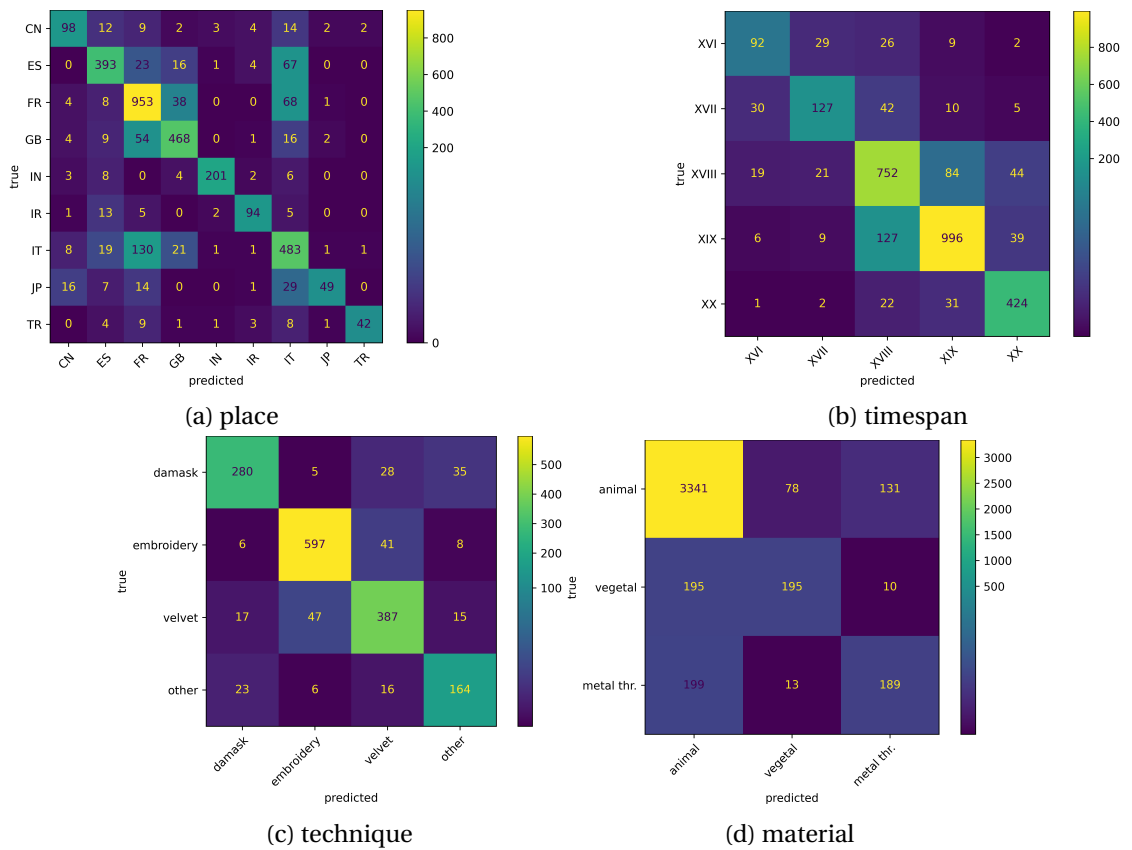 CN 98 12 9 2 3 4 14 2 2
ES 0 393 23 16 1 4 67 0 0
FR 4 8 953 38 0 0 68 1 0
GB 4 9 54 468 0 1 16 2 0
IN 3 8 0 4 201 2 6 0 0
IR 1 13 5 0 2 94 5 0 0
IT 8 19 130 21 1 1 483 1 1
JP 16 7 14 0 0 1 29 49 0
TR 0 4 9 1 1 3 8 1 42
CN ES FR GB IN IR IT JP TR
predicted
true
800
600
400
200
0
(a) place
XVI 92 29 26 9 2
XVII 30 127 42 10 5
XVIII 19 21 752 84 44
XIX 6 9 127 996 39
XX 1 2 22 31 424
XVI XVII XVIII XIX XX
predicted
true
800
600
400
200
(b) timespan
damask 280 5 28 35
embroidery 6 597 41 8
velvet 17 47 387 15
other 23 6 16 164
damask embroidery velvet other
predicted
true
500
400
300
200
100
(c) technique
animal 3341 78 131
vegetal 195 195 10
metal thr. 199 13 189
animal vegetal metal thr.
predicted
true
3000
2500
2000
1500
1000
500
(d) material